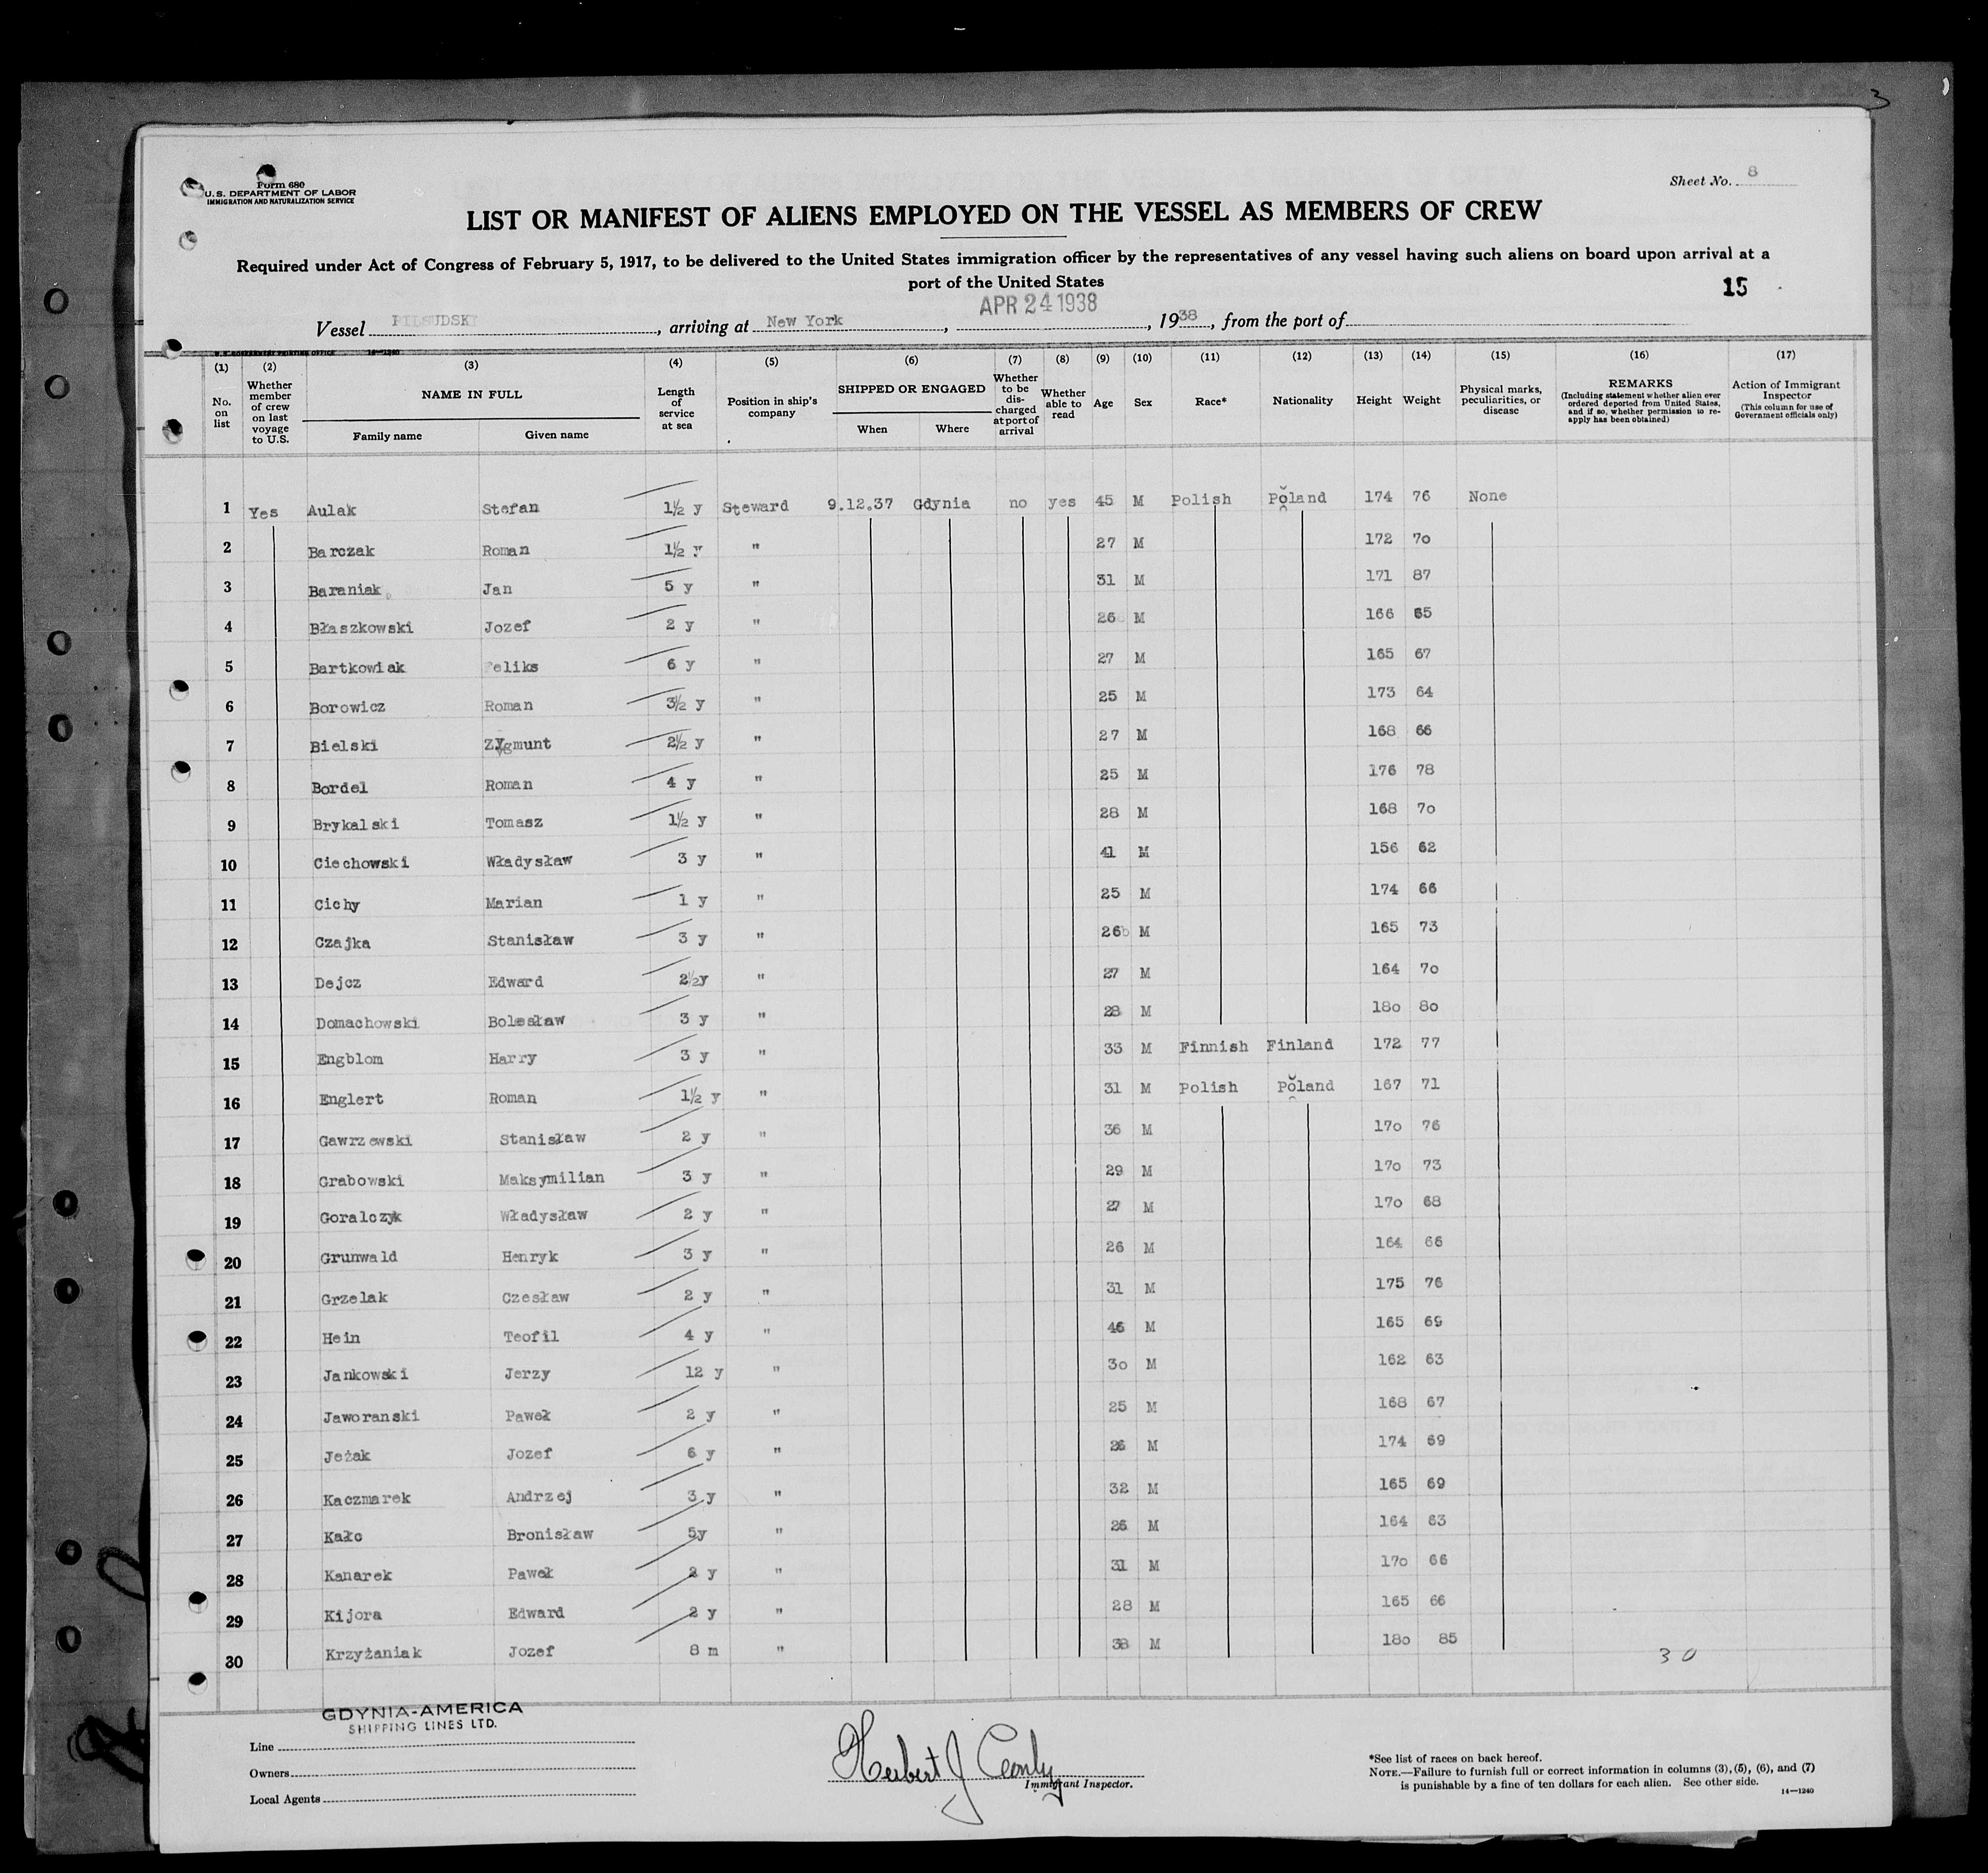 3
Form 680
U.S. DEPARTMENT OF LABOR
IMMIGRATION AND NATURALIZATION SERVICE
Sheet No. 8
LIST OR MANIFEST OF ALIENS EMPLOYED ON THE VESSEL AS MEMBERS OF CREW
Required under Act of Congress of February 5, 1917, to be delivered to the United States immigration officer by the representatives of any vessel having such aliens on board upon arrival at a
port of the United States
15
Vessel PILSUDSKY, arriving at New York, APR 24 1938, 1938, from the port of
U. S. GOVERNMENT PRINTING OFFICE 14—1240
(1) (2) (3) (4) (5) (6) (7) (8) (9) (10) (11) (12) (13) (14) (15) (16) (17)
No. on list
Whether member of crew on last voyage to U.S.
NAME IN FULL
Family name Given name
Length of service at sea
Position in ship's company
SHIPPED OR ENGAGED
When Where
Whether to be discharged at port of arrival
Whether able to read
Age Sex Race* Nationality Height Weight
Physical marks, peculiarities, or disease
REMARKS
(Including statement whether alien ever ordered deported from United States, and if so, whether permission to re-apply has been obtained)
Action of Immigrant Inspector
(This column for use of Government officials only)
1 Yes Aulak Stefan 1½ y Steward 9.12.37 Gdynia no yes 45 M Polish Poland 174 76 None
2 Barczak Roman 1½ y " 27 M 172 70
3 Baraniak Jan 5 y " 31 M 171 87
4 Błaszkowski Jozef 2 y " 26 M 166 65
5 Bartkowiak Feliks 6 y " 27 M 165 67
6 Borowicz Roman 3½ y " 25 M 173 64
7 Bielski Zygmunt 2½ y " 27 M 168 66
8 Bordel Roman 4 y " 25 M 176 78
9 Brykalski Tomasz 1½ y " 28 M 168 70
10 Ciechowski Władysław 3 y " 41 M 156 62
11 Cichy Marian 1 y " 25 M 174 66
12 Czajka Stanisław 3 y " 26 M 165 73
13 Dejcz Edward 2½y " 27 M 164 70
14 Domachowski Bolesław 3 y " 28 M 180 80
15 Engblom Harry 3 y " 33 M Finnish Finland 172 77
16 Englert Roman 1½ y " 31 M Polish Poland 167 71
17 Gawrzewski Stanisław 2 y " 36 M 170 76
18 Grabowski Maksymilian 3 y " 29 M 170 73
19 Goralczyk Władysław 2 y " 27 M 170 68
20 Grunwald Henryk 3 y " 26 M 164 66
21 Grzelak Czesław 2 y " 31 M 175 76
22 Hein Teofil 4 y " 46 M 165 69
23 Jankowski Jerzy 12 y " 30 M 162 63
24 Jaworanski Paweł 2 y " 25 M 168 67
25 Jeżak Jozef 6 y " 26 M 174 69
26 Kaczmarek Andrzej 3 y " 32 M 165 69
27 Kałc Bronisław 5y " 26 M 164 63
28 Kanarek Paweł 2 y " 31 M 170 66
29 Kijora Edward 2 y " 28 M 165 66
30 Krzyżaniak Jozef 8 m " 38 M 180 85
30
GDYNIA-AMERICA
SHIPPING LINES LTD.
Line
Owners
Local Agents
Herbert J
Immigrant Inspector.
*See list of races on back hereof.
NOTE.—Failure to furnish full or correct information in columns (3), (5), (6), and (7)
is punishable by a fine of ten dollars for each alien. See other side.
14—1240